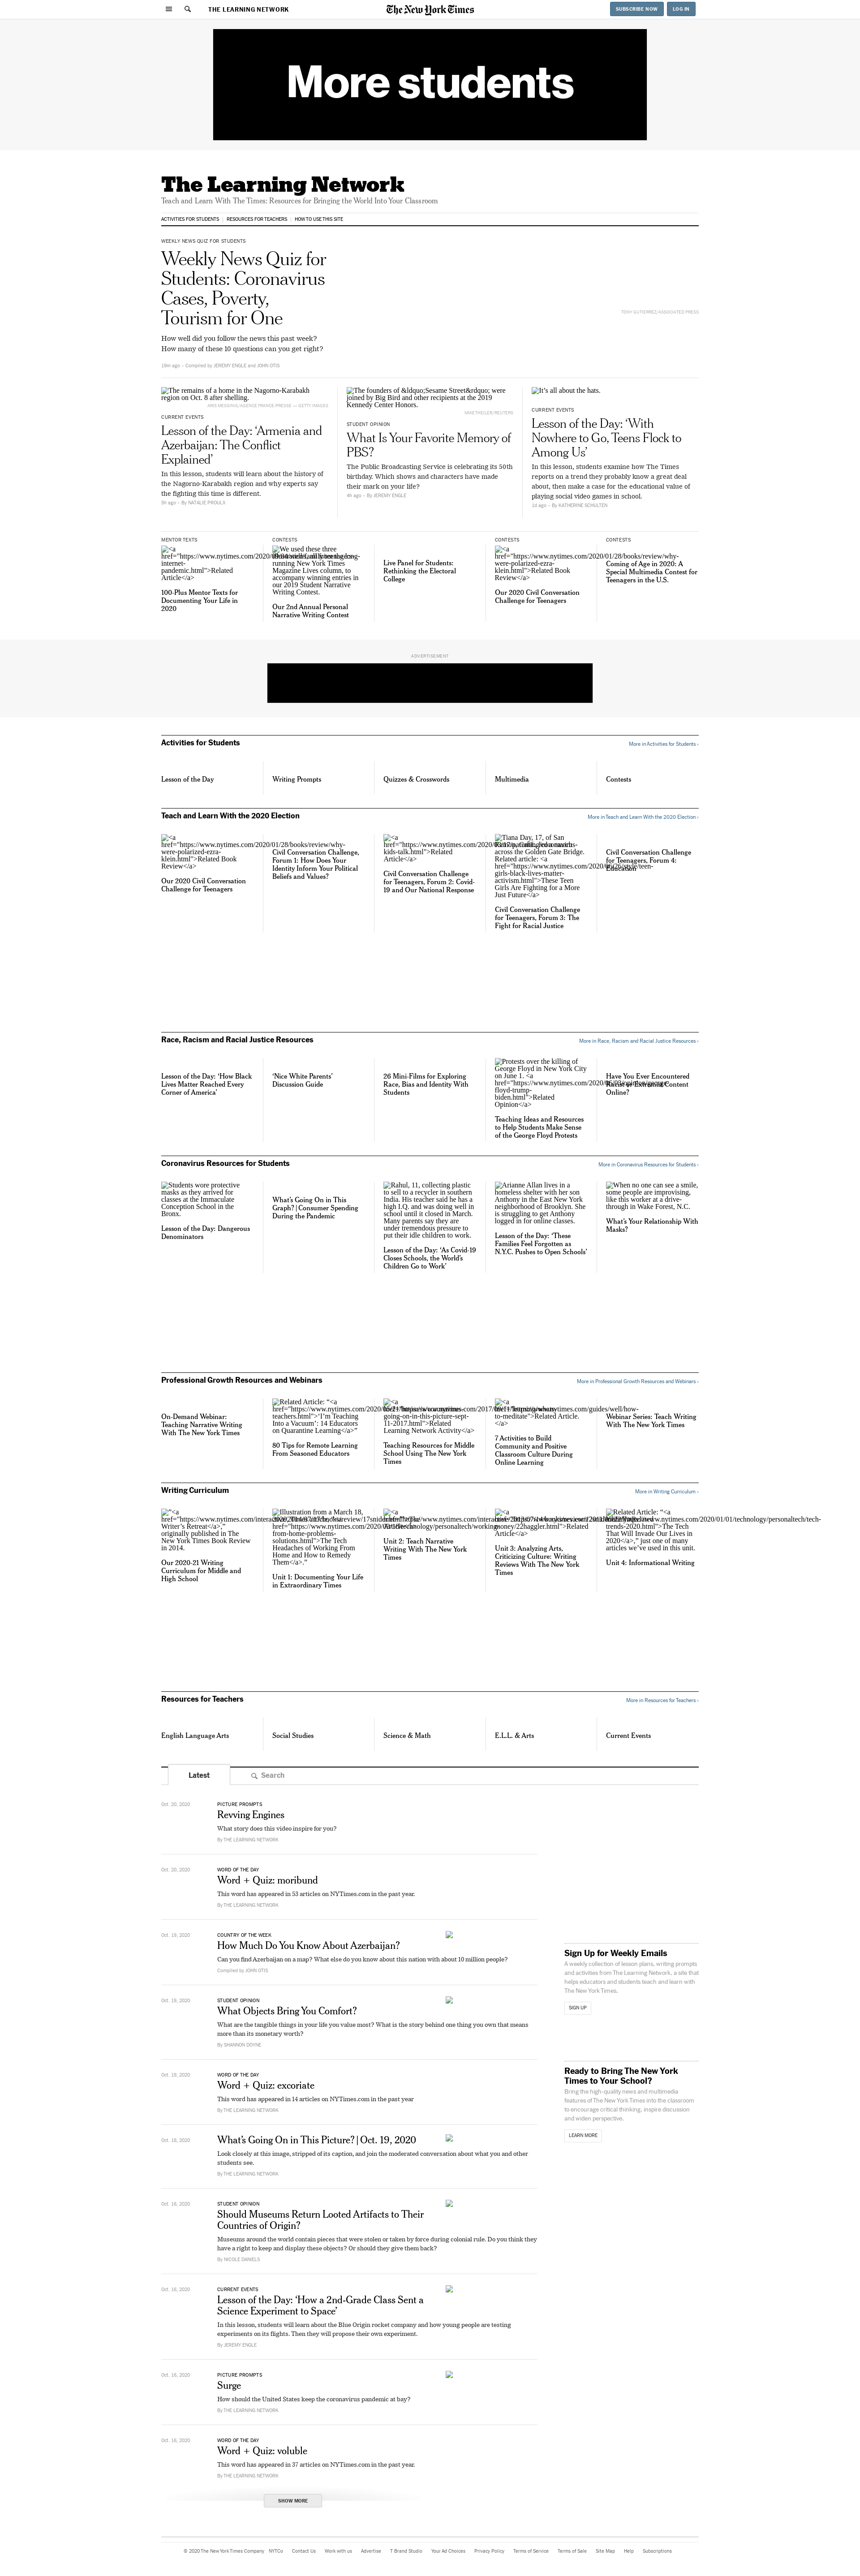 THE LEARNING NETWORK
The New York Times
SUBSCRIBE NOW
LOG IN
More students
The Learning Network
Teach and Learn With The Times: Resources for Bringing the World Into Your Classroom
ACTIVITIES FOR STUDENTS
RESOURCES FOR TEACHERS
HOW TO USE THIS SITE
WEEKLY NEWS QUIZ FOR STUDENTS
Weekly News Quiz for
Students: Coronavirus
Cases, Poverty,
Tourism for One
How well did you follow the news this past week?
How many of these 10 questions can you get right?
Compiled by JEREMY ENGLE and JOHN OTIS
TONY GUTIERREZ/ASSOCIATED PRESS
The remains of a home in the Nagorno-Karabakh
region on Oct. 8 after shelling.
CURRENT EVENTS
Lesson of the Day: ‘Armenia and
Azerbaijan: The Conflict
Explained’
In this lesson, students will learn about the history of
the Nagorno-Karabakh region and why experts say
the fighting this time is different.
By NATALIE PROULX
The founders of &ldquo;Sesame Street&rdquo; were
joined by Big Bird and other recipients at the 2019
Kennedy Center Honors.
MIKE THEILER/REUTERS
STUDENT OPINION
What Is Your Favorite Memory of
PBS?
The Public Broadcasting Service is celebrating its 50th
birthday. Which shows and characters have made
their mark on your life?
4h ago - By JEREMY ENGLE
It's all about the hats.
CURRENT EVENTS
Lesson of the Day: ‘With
Nowhere to Go, Teens Flock to
Among Us’
In this lesson, students examine how The Times
reports on a trend they probably know a great deal
about, then make a case for the educational value of
playing social video games in school.
1d ago - By KATHERINE SCHULTEN
MENTOR TEXTS
100-Plus Mentor Texts for
Documenting Your Life in
2020
CONTESTS
We used these three
running New York Times
Magazine Lives column, to
accompany winning entries in
our 2019 Student Narrative
Writing Contest.
Our 2nd Annual Personal
Narrative Writing Contest
Live Panel for Students:
Rethinking the Electoral
College
CONTESTS
Our 2020 Civil Conversation
Challenge for Teenagers
CONTESTS
Coming of Age in 2020: A
Special Multimedia Contest for
Teenagers in the U.S.
ADVERTISEMENT
Activities for Students
More in Activities for Students ›
Lesson of the Day
Writing Prompts
Quizzes & Crosswords
Multimedia
Contests
Teach and Learn With the 2020 Election
More in Teach and Learn With the 2020 Election ›
Our 2020 Civil Conversation
Challenge for Teenagers
Civil Conversation Challenge,
Forum 1: How Does Your
Identity Inform Your Political
Beliefs and Values?
Civil Conversation Challenge
for Teenagers, Forum 2: Covid-
19 and Our National Response
Civil Conversation Challenge
for Teenagers, Forum 3: The
Fight for Racial Justice
Civil Conversation Challenge
for Teenagers, Forum 4:
Education
Race, Racism and Racial Justice Resources
More in Race, Racism and Racial Justice Resources ›
Lesson of the Day: ‘How Black
Lives Matter Reached Every
Corner of America’
‘Nice White Parents’
Discussion Guide
26 Mini-Films for Exploring
Race, Bias and Identity With
Students
Protests over the killing of
George Floyd in New York City
Teaching Ideas and Resources
to Help Students Make Sense
of the George Floyd Protests
Have You Ever Encountered
Racist or Extremist Content
Online?
Coronavirus Resources for Students
More in Coronavirus Resources for Students ›
Students wore protective
masks as they arrived for
classes at the Immaculate
Conception School in the
Bronx.
Lesson of the Day: Dangerous
Denominators
What’s Going On in This
Graph? | Consumer Spending
During the Pandemic
Rahul, 11, collecting plastic
to sell to a recycler in southern
India. His teacher said he has a
high I.Q. and was doing well in
school until it closed in March.
Many parents say they are
under tremendous pressure to
put their idle children to work.
Lesson of the Day: ‘As Covid-19
Closes Schools, the World’s
Children Go to Work’
Arianne Allan lives in a
homeless shelter with her son
Anthony in the East New York
neighborhood of Brooklyn. She
is struggling to get Anthony
logged in for online classes.
Lesson of the Day: ‘These
Families Feel Forgotten as
N.Y.C. Pushes to Open Schools’
When no one can see a smile,
some people are improvising,
like this worker at a drive-
through in Wake Forest, N.C.
What’s Your Relationship With
Masks?
Professional Growth Resources and Webinars
More in Professional Growth Resources and Webinars ›
On-Demand Webinar:
Teaching Narrative Writing
With The New York Times
80 Tips for Remote Learning
From Seasoned Educators
Teaching Resources for Middle
School Using The New York
Times
7 Activities to Build
Community and Positive
Classroom Culture During
Online Learning
Webinar Series: Teach Writing
With The New York Times
Writing Curriculum
More in Writing Curriculum ›
Our 2020-21 Writing
Curriculum for Middle and
High School
Unit 1: Documenting Your Life
in Extraordinary Times
Unit 2: Teach Narrative
Writing With The New York
Times
Unit 3: Analyzing Arts,
Criticizing Culture: Writing
Reviews With The New York
Times
Unit 4: Informational Writing
Resources for Teachers
More in Resources for Teachers ›
English Language Arts
Social Studies
Science & Math
E.L.L. & Arts
Current Events
Latest
Search
Oct. 20, 2020
PICTURE PROMPTS
Revving Engines
What story does this video inspire for you?
By THE LEARNING NETWORK
Oct. 20, 2020
WORD OF THE DAY
Word + Quiz: moribund
This word has appeared in 53 articles on NYTimes.com in the past year.
By THE LEARNING NETWORK
COUNTRY OF THE WEEK
How Much Do You Know About Azerbaijan?
Can you find Azerbaijan on a map? What else do you know about this nation with about 10 million people?
Compiled by JOHN OTIS
Oct. 19, 2020
STUDENT OPINION
What Objects Bring You Comfort?
What are the tangible things in your life you value most? What is the story behind one thing you own that means
more than its monetary worth?
By SHANNON DOYNE
Oct. 19, 2020
WORD OF THE DAY
Word + Quiz: excoriate
This word has appeared in 14 articles on NYTimes.com in the past year
By THE LEARNING NETWORK
What’s Going On in This Picture? | Oct. 19, 2020
Look closely at this image, stripped of its caption, and join the moderated conversation about what you and other
students see.
By THE LEARNING NETWORK
Oct. 16, 2020
STUDENT OPINION
Should Museums Return Looted Artifacts to Their
Countries of Origin?
Museums around the world contain pieces that were stolen or taken by force during colonial rule. Do you think they
have a right to keep and display these objects? Or should they give them back?
By NICOLE DANIELS
Oct. 16, 2020
CURRENT EVENTS
Lesson of the Day: ‘How a 2nd-Grade Class Sent a
Science Experiment to Space’
In this lesson, students will learn about the Blue Origin rocket company and how young people are testing
experiments on its flights. Then they will propose their own experiment.
By JEREMY ENGLE
Oct. 16, 2020
PICTURE PROMPTS
Surge
How should the United States keep the coronavirus pandemic at bay?
By THE LEARNING NETWORK
Oct. 16, 2020
WORD OF THE DAY
Word + Quiz: voluble
This word has appeared in 37 articles on NYTimes.com in the past year.
By THE LEARNING NETWORK
SHOW MORE
Sign Up for Weekly Emails
A weekly collection of lesson plans, writing prompts
and activities from The Learning Network, a site that
helps educators and students teach and learn with
The New York Times.
SIGN UP
Ready to Bring The New York
Times to Your School?
Bring the high-quality news and multimedia
features of The New York Times into the classroom
to encourage critical thinking, inspire discussion
and widen perspective.
LEARN MORE
© 2020 The New York Times Company
NYTCo
Contact Us
Work with us
Advertise
T Brand Studio
Your Ad Choices
Privacy Policy
Terms of Service
Terms of Sale
Site Map
Help
Subscriptions